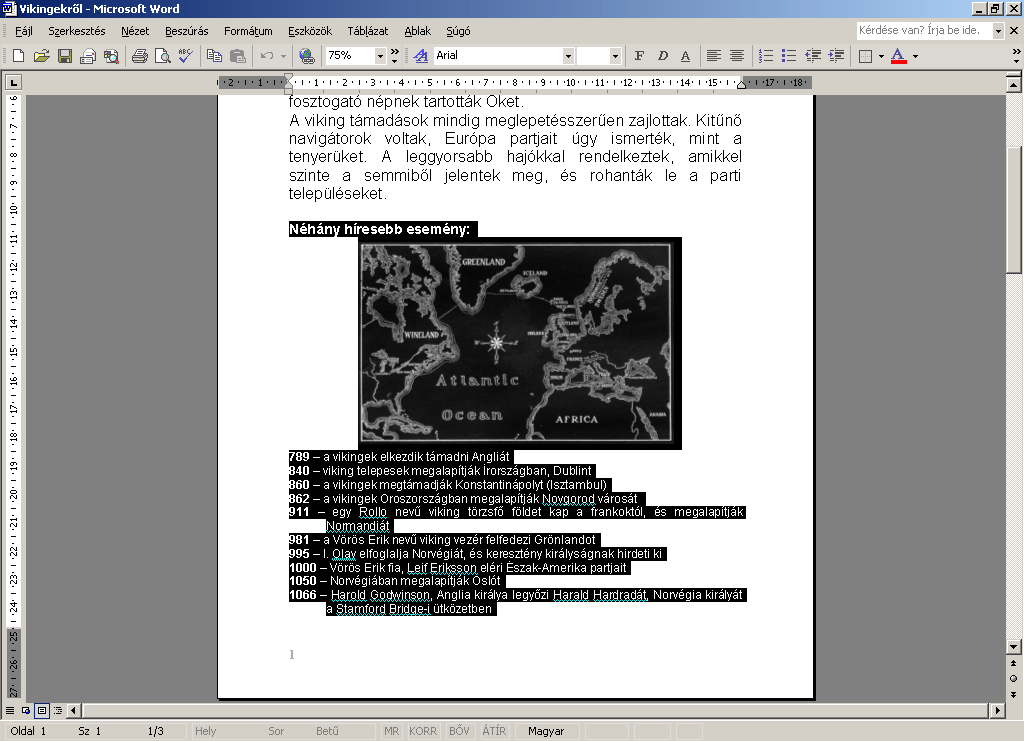 Vikingekről - Microsoft Word
Fájl Szerkesztés Nézet Beszúrás Formátum Eszközök Táblázat Ablak Súgó
Kérdése van? Írja be ide.
75% Arial F D A
fosztogató népnek tartották Őket.
A viking támadások mindig meglepetésszerűen zajlottak. Kitűnő
navigátorok voltak, Európa partjait úgy ismerték, mint a
tenyerüket. A leggyorsabb hajókkal rendelkeztek, amikkel
szinte a semmiből jelentek meg, és rohanták le a parti
településeket.
Néhány híresebb esemény:
GREENLAND
ICELAND
WINELAND
IRELAND
SCOTLAND
FRANCE
SPAIN
Atlantic
Ocean
AFRICA
ARABIA
789 – a vikingek elkezdik támadni Angliát
840 – viking telepesek megalapítják Írországban, Dublint
860 – a vikingek megtámadják Konstantinápolyt (Isztambul)
862 – a vikingek Oroszországban megalapítják Novgorod városát
911 – egy Rollo nevű viking törzsfő földet kap a frankoktól, és megalapítják
Normandiát
981 – a Vörös Erik nevű viking vezér felfedezi Grönlandot
995 – I. Olav elfoglalja Norvégiát, és keresztény királyságnak hirdeti ki
1000 – Vörös Erik fia, Leif Eriksson eléri Észak-Amerika partjait
1050 – Norvégiában megalapítják Oslót
1066 – Harold Godwinson, Anglia királya legyőzi Harald Hardradát, Norvégia királyát
a Stamford Bridge-i ütközetben
1
Oldal 1 Sz 1 1/3 Hely Sor Betű MR KORR BŐV ÁTÍR Magyar